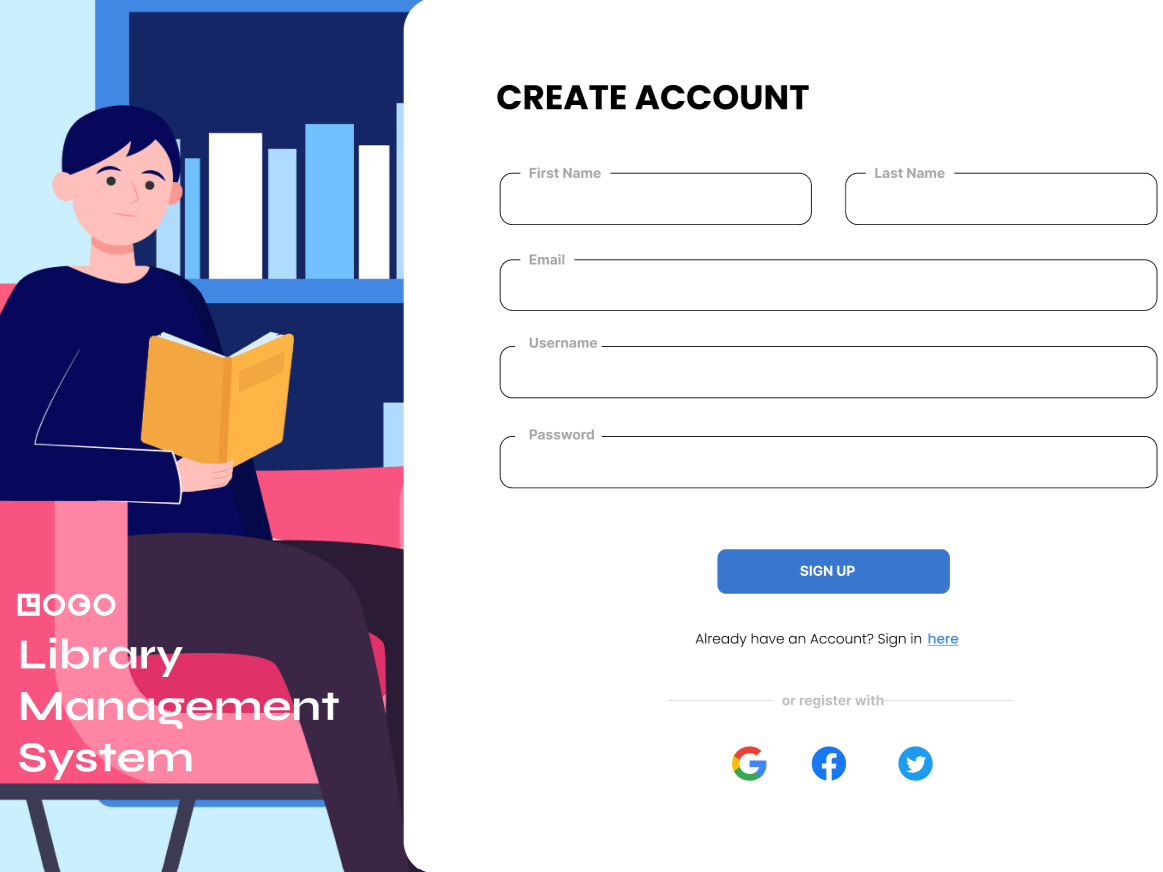 CREATE ACCOUNT
First Name
Last Name
Email
Username
Password
SIGN UP
Already have an Account? Sign in here
or register with
LOGO
Library
Management
System